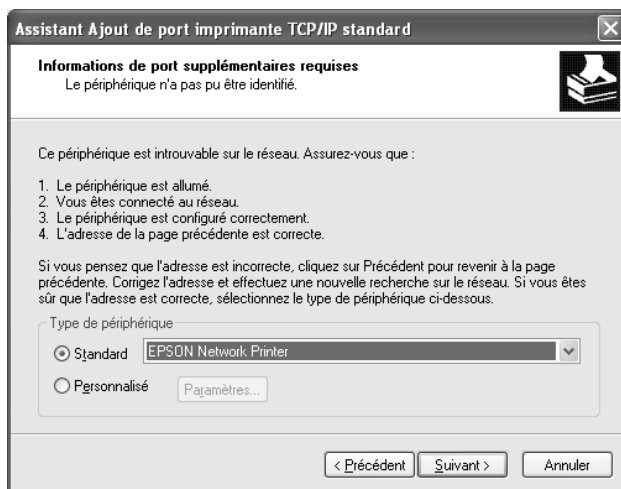 Assistant Ajout de port imprimante TCP/IP standard
Informations de port supplémentaires requises
Le périphérique n'a pas pu être identifié.
Ce périphérique est introuvable sur le réseau. Assurez-vous que :
1. Le périphérique est allumé.
2. Vous êtes connecté au réseau.
3. Le périphérique est configuré correctement.
4. L'adresse de la page précédente est correcte.
Si vous pensez que l'adresse est incorrecte, cliquez sur Précédent pour revenir à la page
précédente. Corrigez l'adresse et effectuez une nouvelle recherche sur le réseau. Si vous êtes
sûr que l'adresse est correcte, sélectionnez le type de périphérique ci-dessous.
Type de périphérique
Standard EPSON Network Printer
Personnalisé Paramètres...
< Précédent Suivant > Annuler